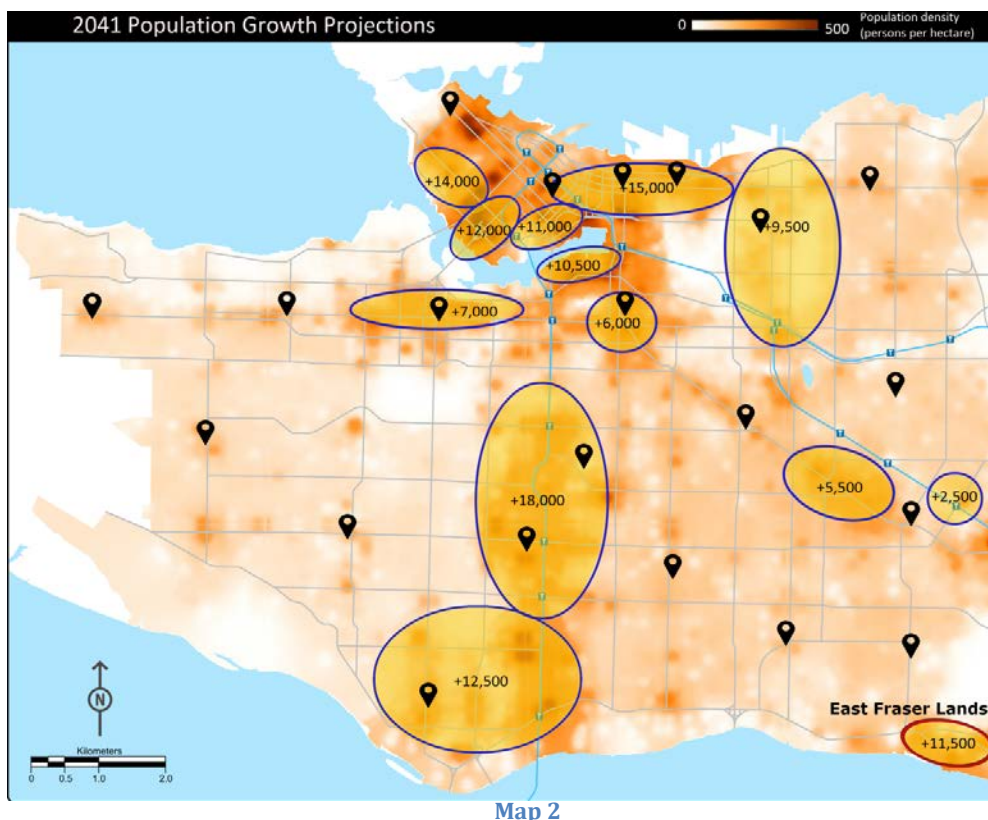 2041 Population Growth Projections
0
500
Population density
(persons per hectare)
+14,000
+15,000
+12,000
+11,000
+9,500
+10,500
+7,000
+6,000
+18,000
+5,500
+2,500
+12,500
East Fraser Lands
+11,500
N
Kilometers
0 0.5 1.0 2.0
Map 2